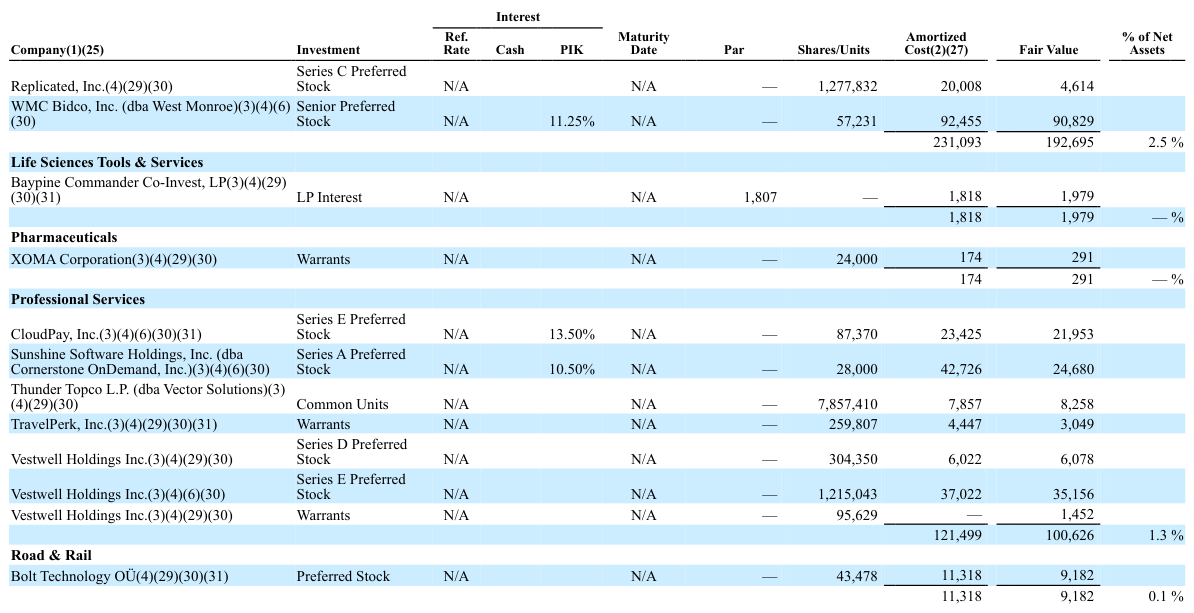 Interest
Company(1)(25) Investment Ref. Rate Cash PIK Maturity Date Par Shares/Units Amortized Cost(2)(27) Fair Value % of Net Assets
Replicated, Inc.(4)(29)(30) Series C Preferred Stock N/A N/A — 1,277,832 20,008 4,614
WMC Bidco, Inc. (dba West Monroe)(3)(4)(6)(30) Senior Preferred Stock N/A 11.25% N/A — 57,231 92,455 90,829
231,093 192,695 2.5 %
Life Sciences Tools & Services
Baypine Commander Co-Invest, LP(3)(4)(29)(30)(31) LP Interest N/A N/A 1,807 — 1,818 1,979
1,818 1,979 — %
Pharmaceuticals
XOMA Corporation(3)(4)(29)(30) Warrants N/A N/A — 24,000 174 291
174 291 — %
Professional Services
CloudPay, Inc.(3)(4)(6)(30)(31) Series E Preferred Stock N/A 13.50% N/A — 87,370 23,425 21,953
Sunshine Software Holdings, Inc. (dba Cornerstone OnDemand, Inc.)(3)(4)(6)(30) Series A Preferred Stock N/A 10.50% N/A — 28,000 42,726 24,680
Thunder Topco L.P. (dba Vector Solutions)(3)(4)(29)(30) Common Units N/A N/A — 7,857,410 7,857 8,258
TravelPerk, Inc.(3)(4)(29)(30)(31) Warrants N/A N/A — 259,807 4,447 3,049
Vestwell Holdings Inc.(3)(4)(29)(30) Series D Preferred Stock N/A N/A — 304,350 6,022 6,078
Vestwell Holdings Inc.(3)(4)(6)(30) Series E Preferred Stock N/A N/A — 1,215,043 37,022 35,156
Vestwell Holdings Inc.(3)(4)(29)(30) Warrants N/A N/A — 95,629 — 1,452
121,499 100,626 1.3 %
Road & Rail
Bolt Technology OÜ(4)(29)(30)(31) Preferred Stock N/A N/A — 43,478 11,318 9,182
11,318 9,182 0.1 %